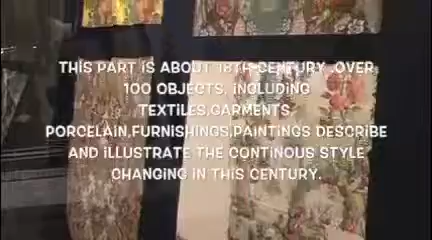 THIS PART IS ABOUT 18TH CENTURY. OVER
100 OBJECTS, INCLUDING
TEXTILES,GARMENTS,
PORCELAIN,FURNISHINGS,PAINTINGS DESCRIBE
AND ILLUSTRATE THE CONTINOUS STYLE
CHANGING IN THIS CENTURY.